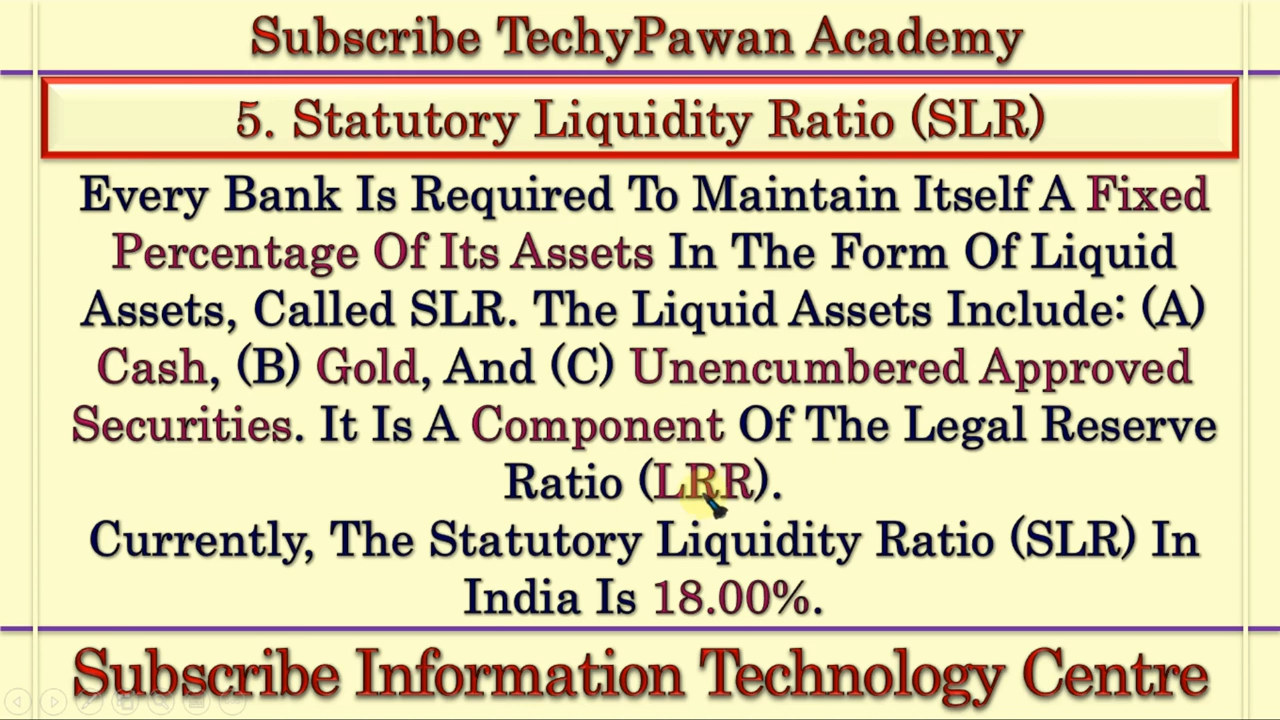 Subscribe TechyPawan Academy
5. Statutory Liquidity Ratio (SLR)
Every Bank Is Required To Maintain Itself A Fixed
Percentage Of Its Assets In The Form Of Liquid
Assets, Called SLR. The Liquid Assets Include: (A)
Cash, (B) Gold, And (C) Unencumbered Approved
Securities. It Is A Component Of The Legal Reserve
Ratio (LRR).
Currently, The Statutory Liquidity Ratio (SLR) In
India Is 18.00%.
Subscribe Information Technology Centre